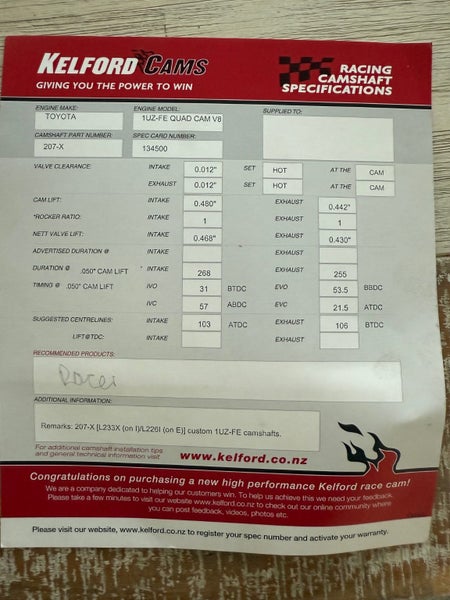 KELFORD CAMS
GIVING YOU THE POWER TO WIN
RACING
CAMSHAFT
SPECIFICATIONS
ENGINE MAKE: ENGINE MODEL: SUPPLIED TO:
TOYOTA 1UZ-FE QUAD CAM V8
CAMSHAFT PART NUMBER: SPEC CARD NUMBER:
207-X 134500
VALVE CLEARANCE: INTAKE 0.012" SET HOT AT THE CAM
EXHAUST 0.012" SET HOT AT THE CAM
CAM LIFT: INTAKE 0.480" EXHAUST 0.442"
*ROCKER RATIO: INTAKE 1 EXHAUST 1
NETT VALVE LIFT: INTAKE 0.468" EXHAUST 0.430"
ADVERTISED DURATION @ INTAKE EXHAUST
DURATION @ .050" CAM LIFT * INTAKE 268 EXHAUST 255
TIMING @ .050" CAM LIFT IVO 31 BTDC EVO 53.5 BBDC
IVC 57 ABDC EVC 21.5 ATDC
SUGGESTED CENTRELINES: INTAKE 103 ATDC EXHAUST 106 BTDC
LIFT@TDC: INTAKE EXHAUST
RECOMMENDED PRODUCTS:
ADDITIONAL INFORMATION:
Remarks: 207-X [L233X (on I)/L226I (on E)] custom 1UZ-FE camshafts.
For additional camshaft installation tips
and general technical information visit www.kelford.co.nz
Congratulations on purchasing a new high performance Kelford race cam!
We are a company dedicated to helping our customers win. To help us achieve this we need your feedback.
Please take a few minutes to visit our website www.kelford.co.nz to check out our online community where
you can post feedback, videos, photos etc.
Please visit our website, www.kelford.co.nz to register your spec number and activate your warranty.